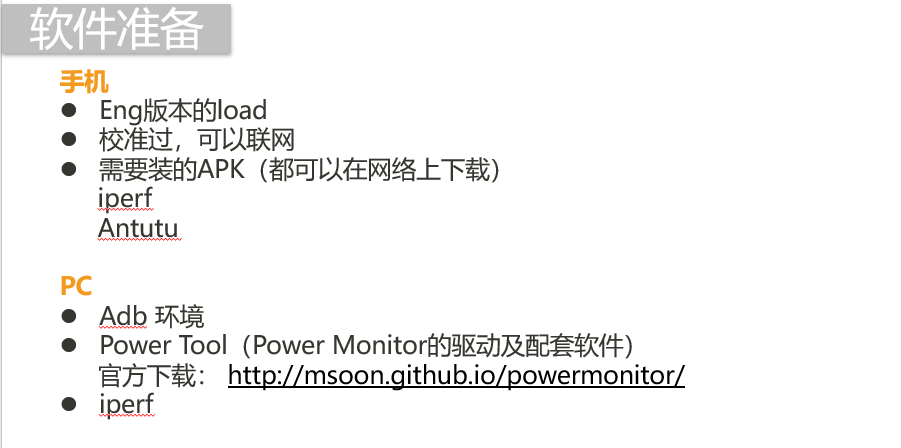 软件准备
手机
● Eng版本的load
● 校准过，可以联网
● 需要装的APK（都可以在网络上下载）
iperf
Antutu
PC
● Adb 环境
● Power Tool（Power Monitor的驱动及配套软件）
官方下载： http://msoon.github.io/powermonitor/
● iperf